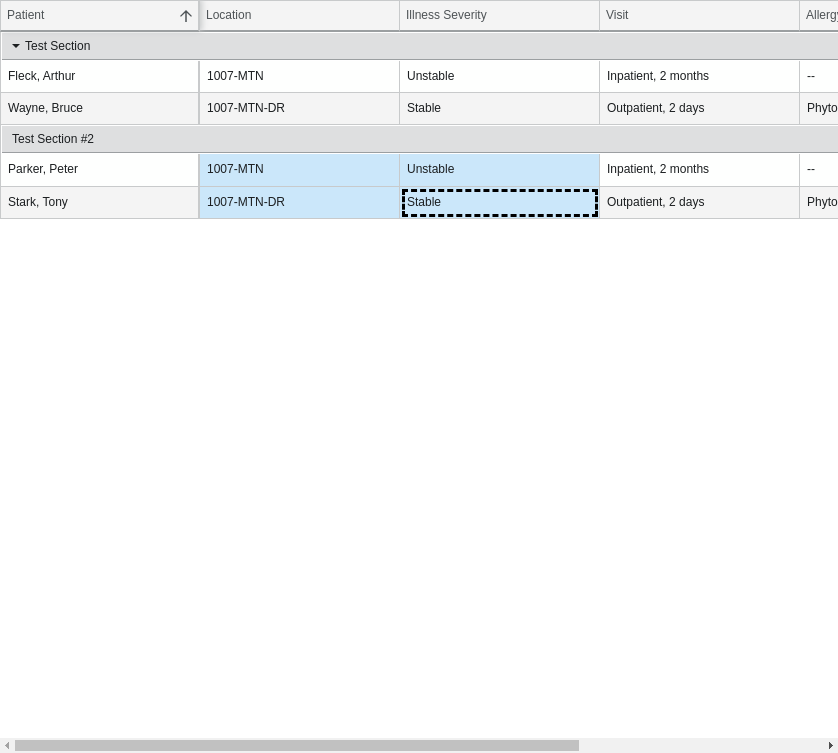 Patient Location Illness Severity Visit Allergy
Test Section
Fleck, Arthur 1007-MTN Unstable Inpatient, 2 months --
Wayne, Bruce 1007-MTN-DR Stable Outpatient, 2 days Phyto
Test Section #2
Parker, Peter 1007-MTN Unstable Inpatient, 2 months --
Stark, Tony 1007-MTN-DR Stable Outpatient, 2 days Phyto